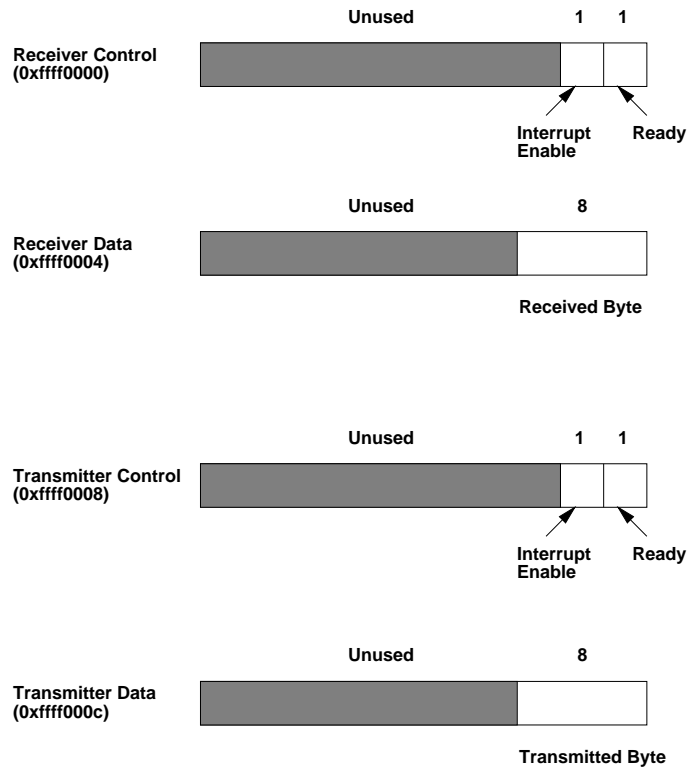 Unused 1 1
Receiver Control
(0xffff0000)
Interrupt
Enable
Ready
Unused 8
Receiver Data
(0xffff0004)
Received Byte
Unused 1 1
Transmitter Control
(0xffff0008)
Interrupt
Enable
Ready
Unused 8
Transmitter Data
(0xffff000c)
Transmitted Byte